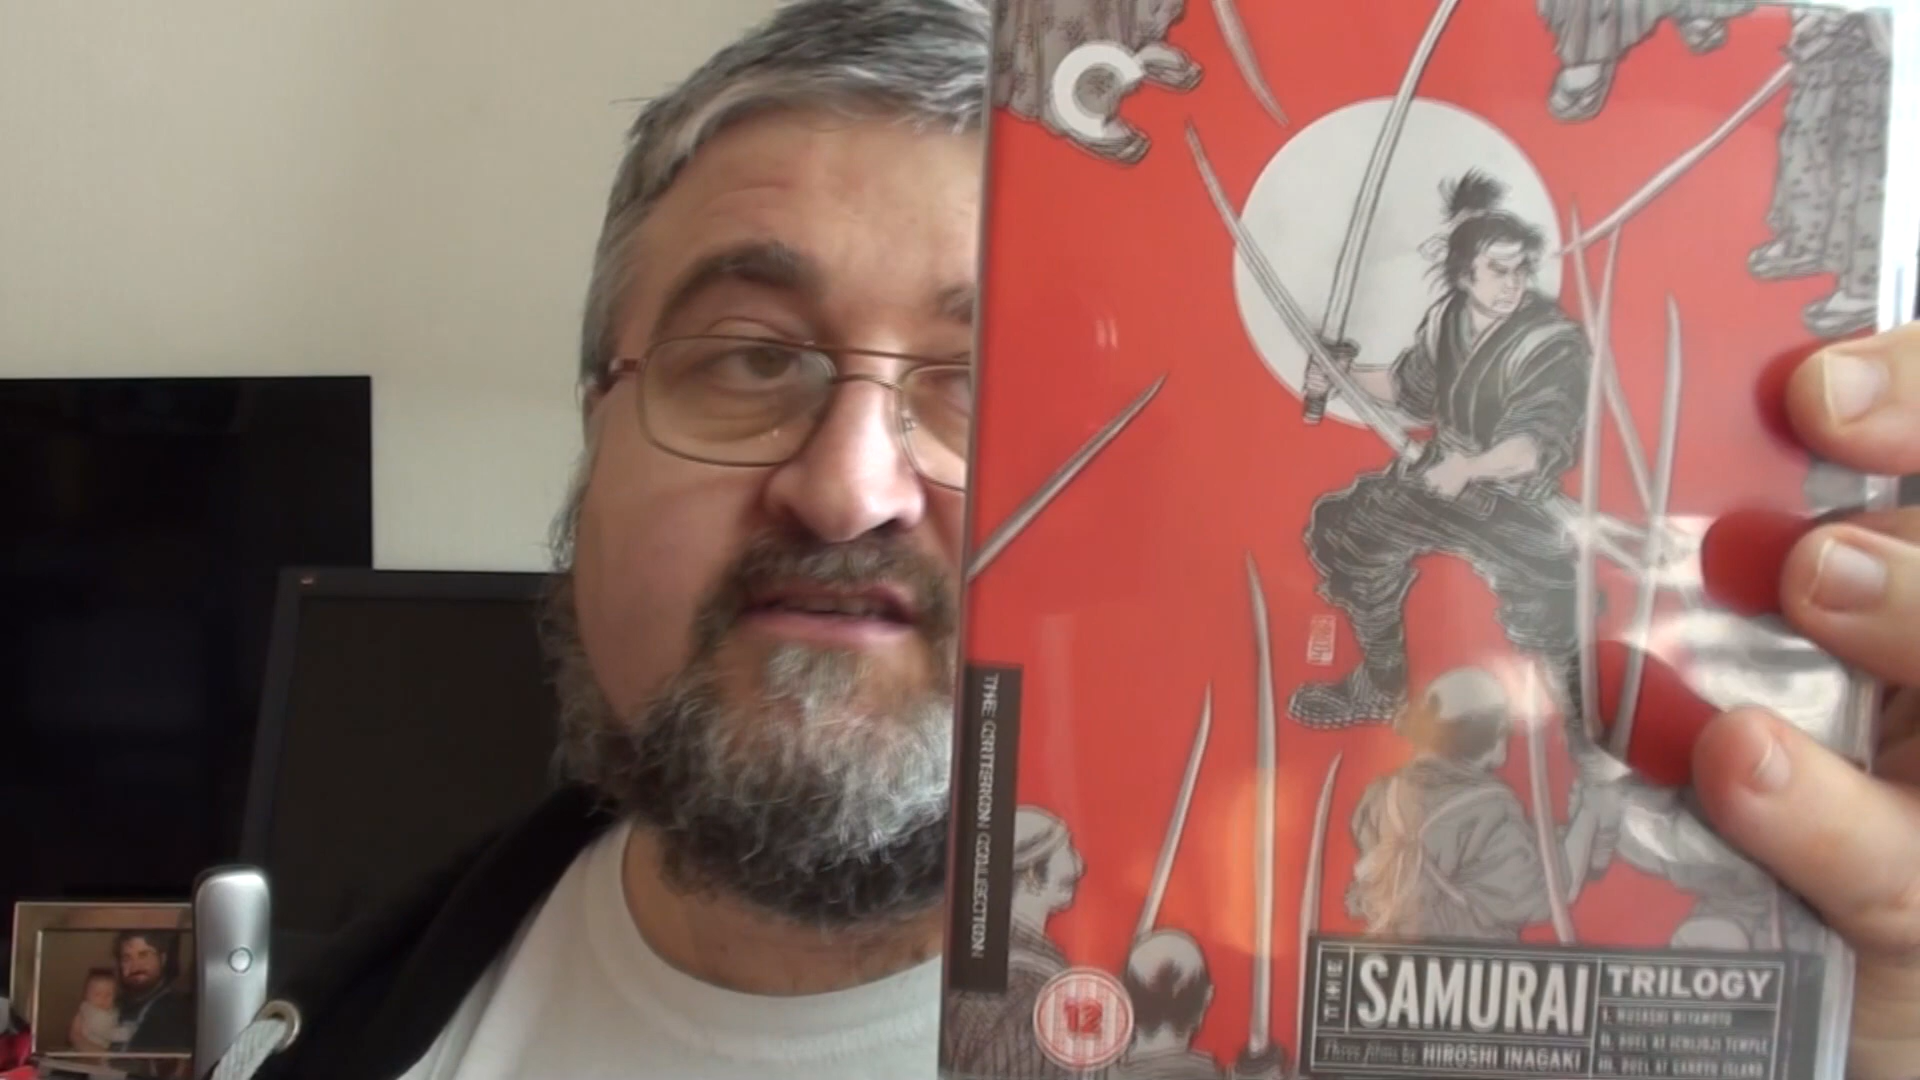 THE CRITERION COLLECTION
12
THE
SAMURAI
TRILOGY
Three films by HIROSHI INAGAKI
I. MUSASHI MIYAMOTO
II. DUEL AT ICHIJOJI TEMPLE
III. DUEL AT GANRYU ISLAND